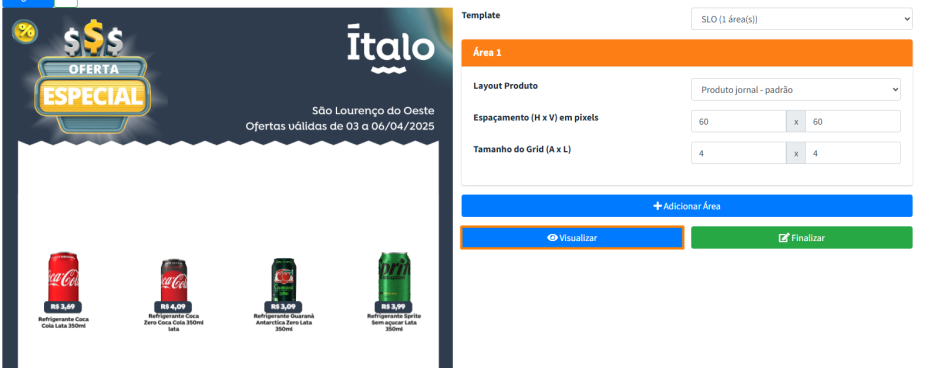 Template
SLO (1 área(s))
%
$$$
OFERTA
ESPECIAL
Ítalo
São Lourenço do Oeste
Ofertas válidas de 03 a 06/04/2025
Área 1
Layout Produto
Produto jornal - padrão
Espaçamento (H x V) em pixels
60 x 60
Tamanho do Grid (A x L)
4 x 4
+ Adicionar Área
Visualizar
Finalizar
R$ 3,69
Refrigerante Coca
Cola Lata 350ml
R$ 4,09
Refrigerante Coca
Zero Coca Cola 350ml
lata
R$ 3,09
Refrigerante Guaraná
Antarctica Zero Lata
350ml
R$ 3,99
Refrigerante Sprite
Sem açucar Lata
350ml